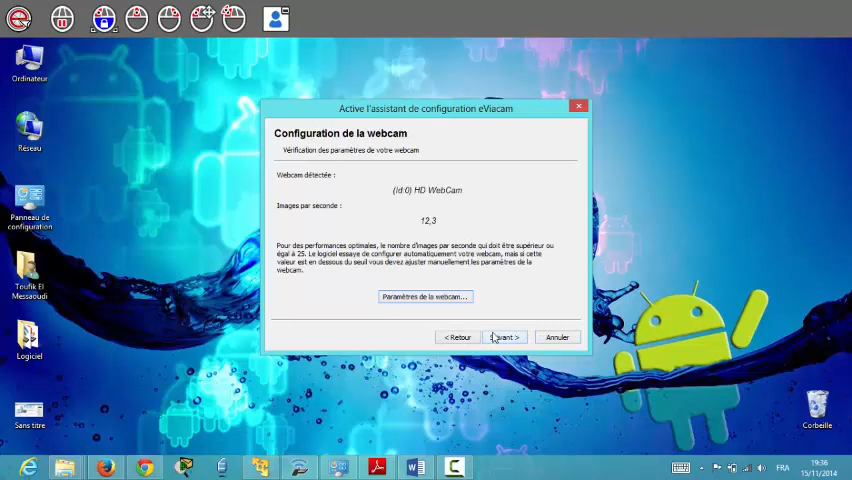 Active l'assistant de configuration eViacam
Configuration de la webcam
Vérification des paramètres de votre webcam
Webcam détectée :
(Id:0) HD WebCam
Images par seconde :
12,3
Pour des performances optimales, le nombre d'images par seconde qui doit être supérieur ou
égal à 25. Le logiciel essaye de configurer automatiquement votre webcam, mais si cette
valeur est en dessous du seuil vous devez ajuster manuellement les paramètres de la
webcam.
Paramètres de la webcam...
< Retour
Suivant >
Annuler
Ordinateur
Réseau
Panneau de
configuration
Toufik El
Messaoudi
Logiciel
Sans titre
Corbeille
FRA
19:36
15/11/2014